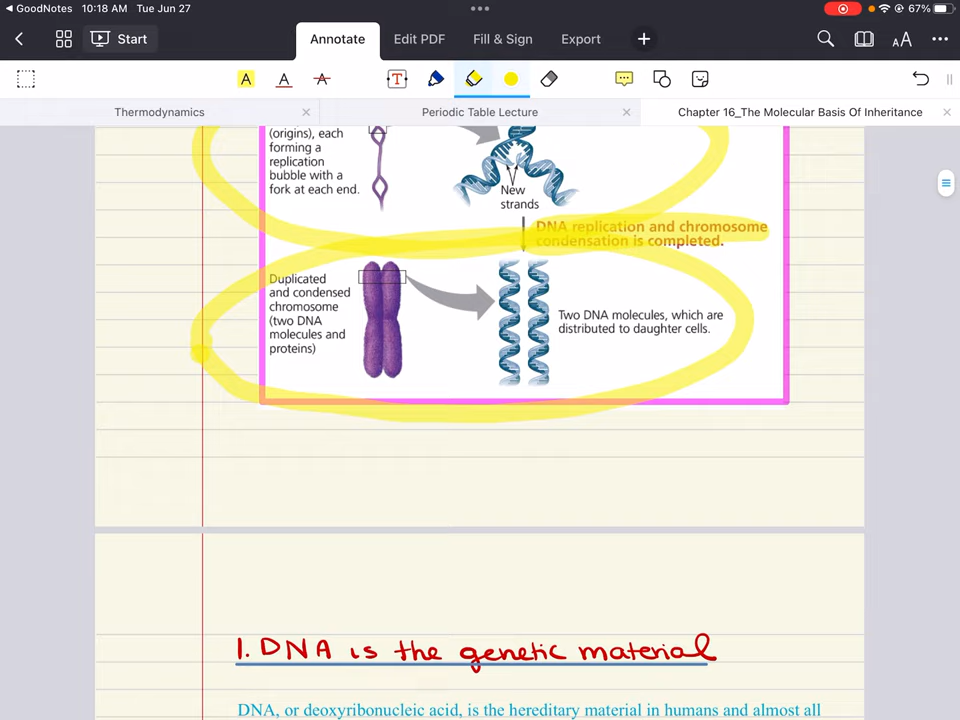 GoodNotes
10:18 AM Tue Jun 27
67%
Start
Annotate
Edit PDF
Fill & Sign
Export
Thermodynamics
Periodic Table Lecture
Chapter 16_The Molecular Basis Of Inheritance
(origins), each
forming a
replication
bubble with a
fork at each end.
New
strands
DNA replication and chromosome
condensation is completed.
Duplicated
and condensed
chromosome
(two DNA
molecules and
proteins)
Two DNA molecules, which are
distributed to daughter cells.
1. DNA is the genetic material
DNA, or deoxyribonucleic acid, is the hereditary material in humans and almost all